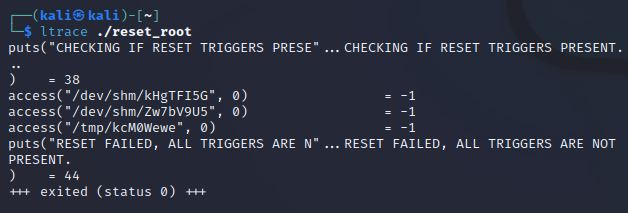 ┌──(kali㉿kali)-[~]
└─$ ltrace ./reset_root
puts("CHECKING IF RESET TRIGGERS PRESE"...CHECKING IF RESET TRIGGERS PRESENT.
..
)    = 38
access("/dev/shm/kHgTFI5G", 0)                 = -1
access("/dev/shm/Zw7bV9U5", 0)                 = -1
access("/tmp/kcM0Wewe", 0)                     = -1
puts("RESET FAILED, ALL TRIGGERS ARE N"...RESET FAILED, ALL TRIGGERS ARE NOT
PRESENT.
)    = 44
+++ exited (status 0) +++